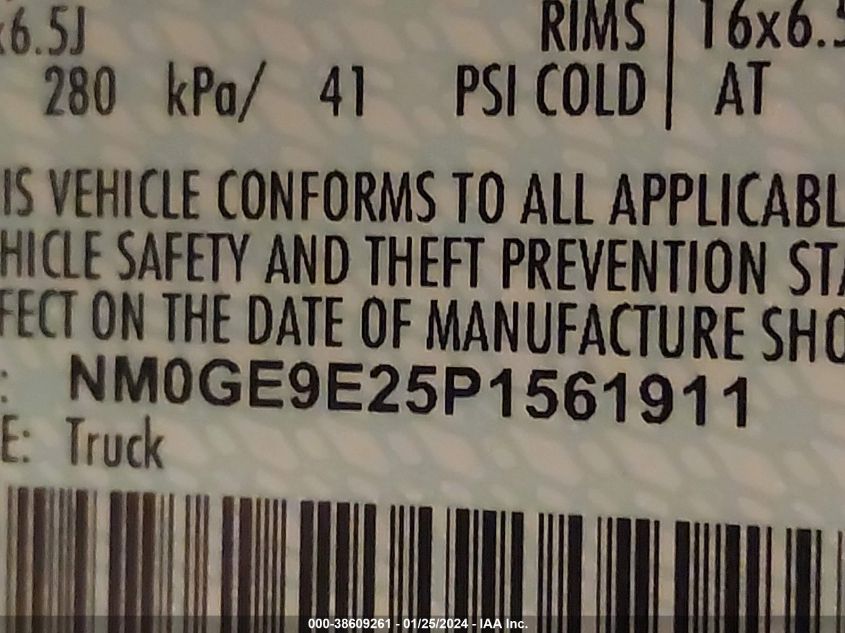 x6.5J RIMS 16x6.5
280 kPa/ 41 PSI COLD AT
IS VEHICLE CONFORMS TO ALL APPLICABL
HICLE SAFETY AND THEFT PREVENTION STA
FECT ON THE DATE OF MANUFACTURE SHO
: NM0GE9E25P1561911
E: Truck
000-38609261 - 01/25/2024 - IAA Inc.